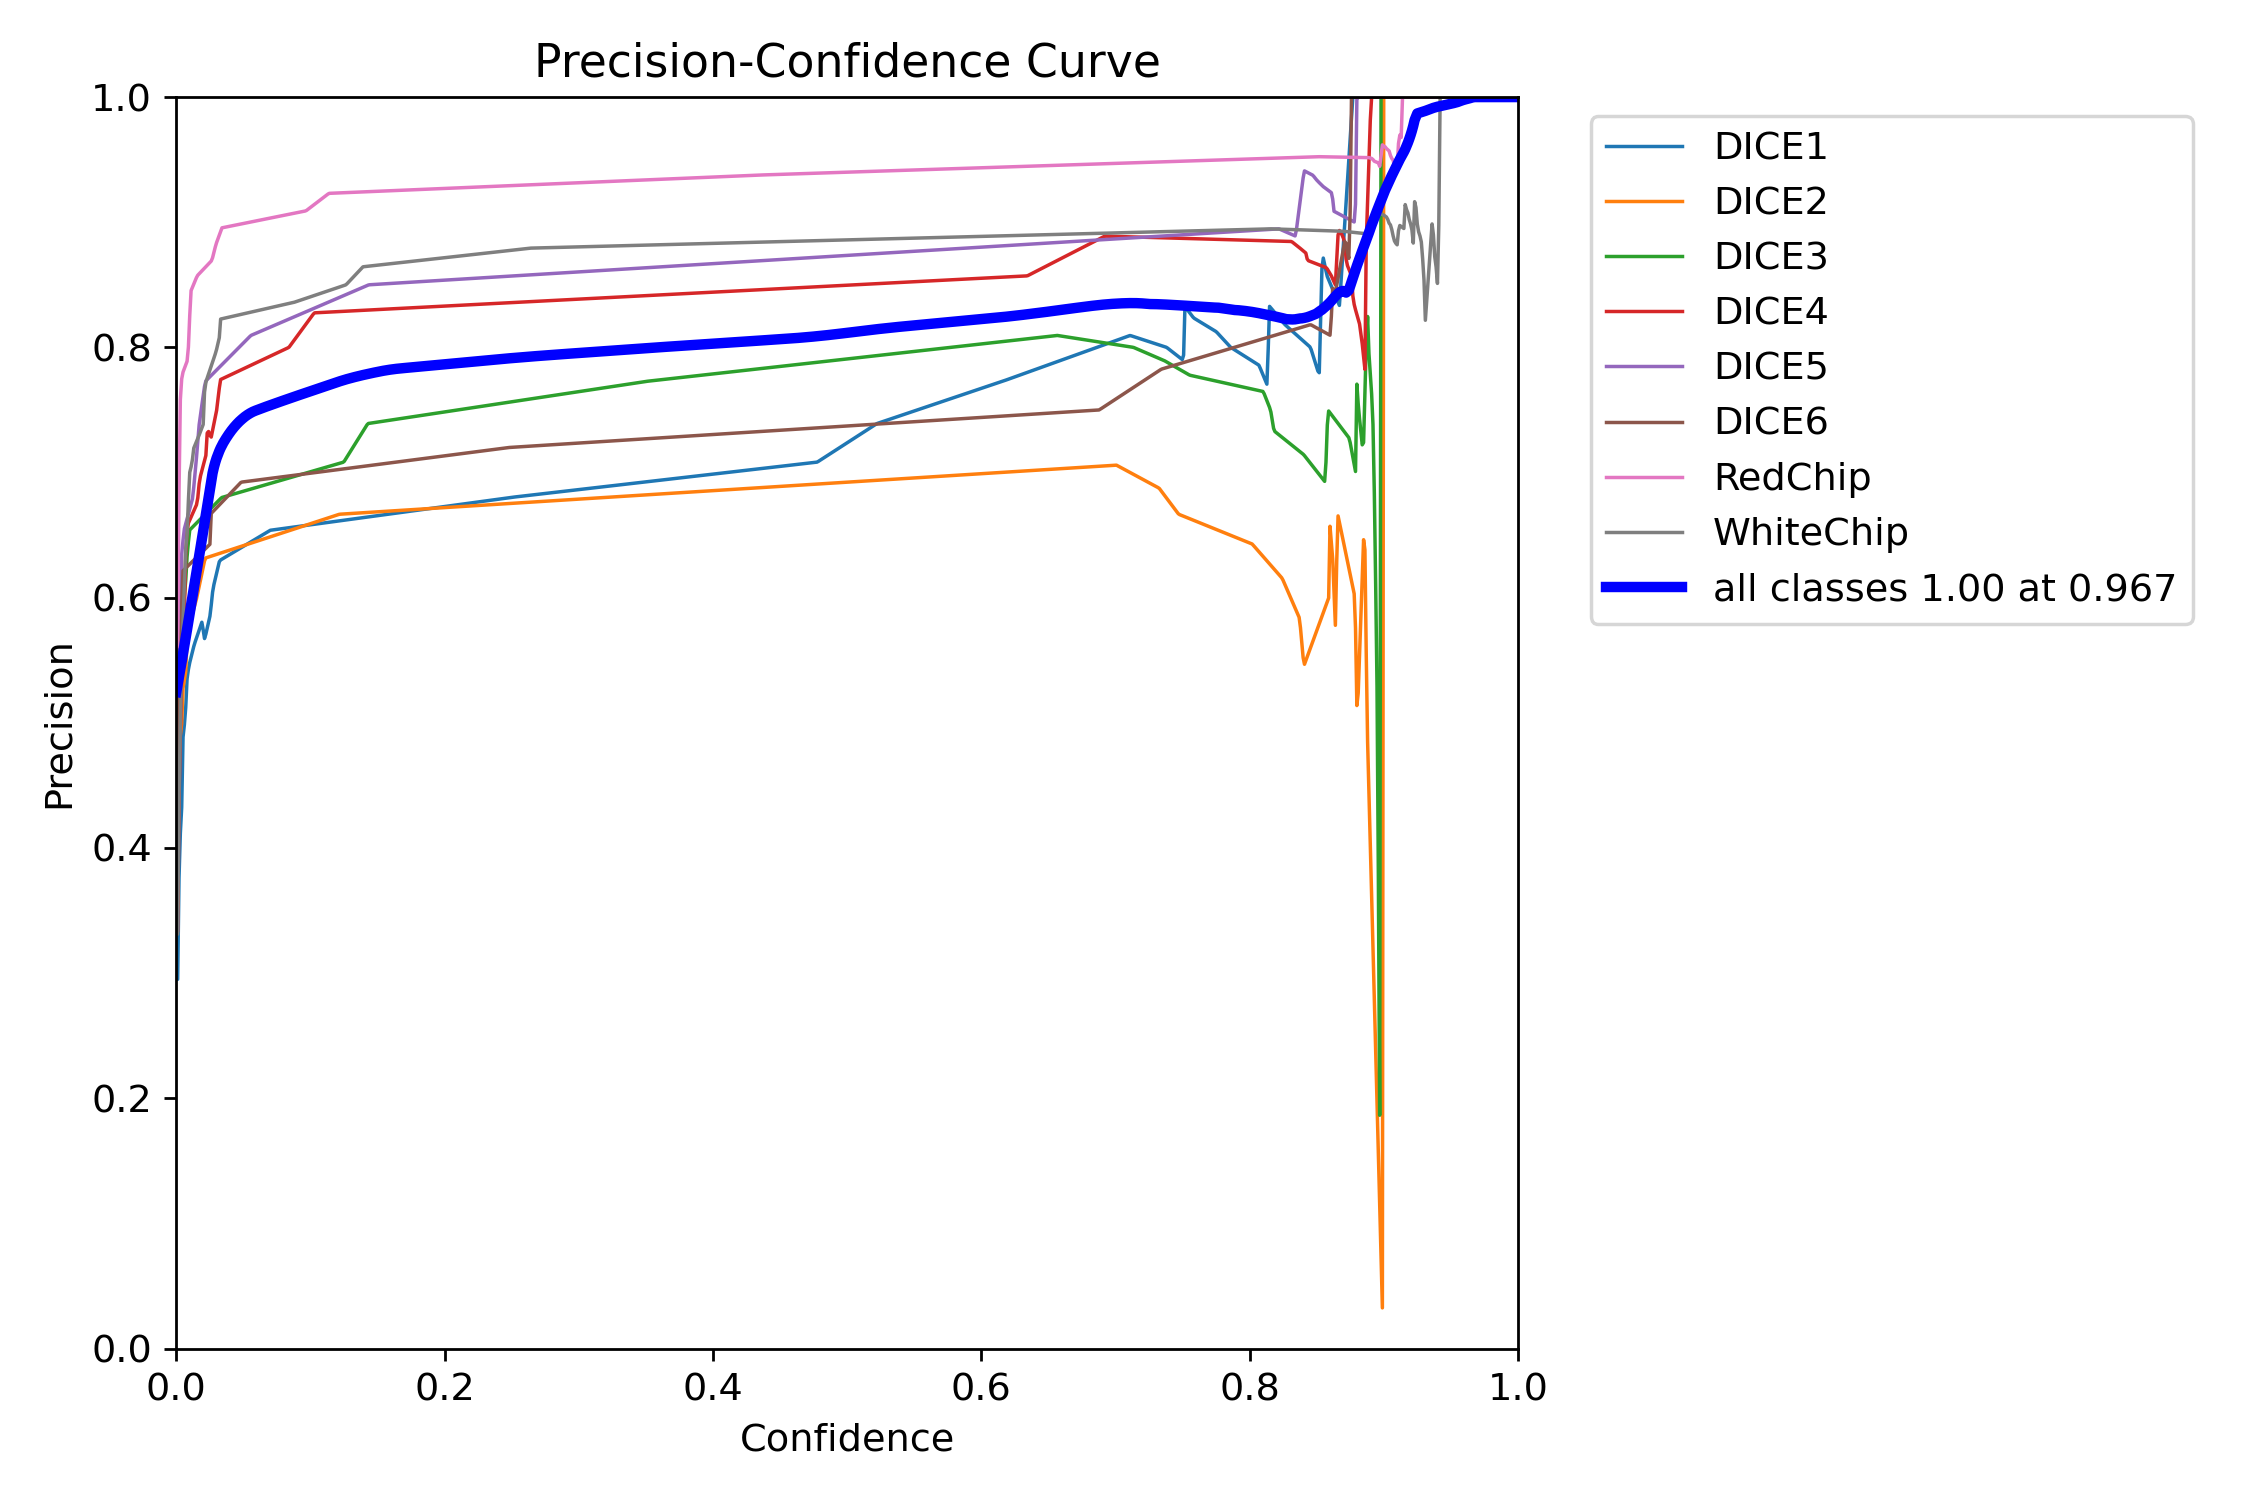 Precision-Confidence Curve
1.0
0.8
0.6
0.4
0.2
0.0
Precision
0.0 0.2 0.4 0.6 0.8 1.0
Confidence
DICE1
DICE2
DICE3
DICE4
DICE5
DICE6
RedChip
WhiteChip
all classes 1.00 at 0.967